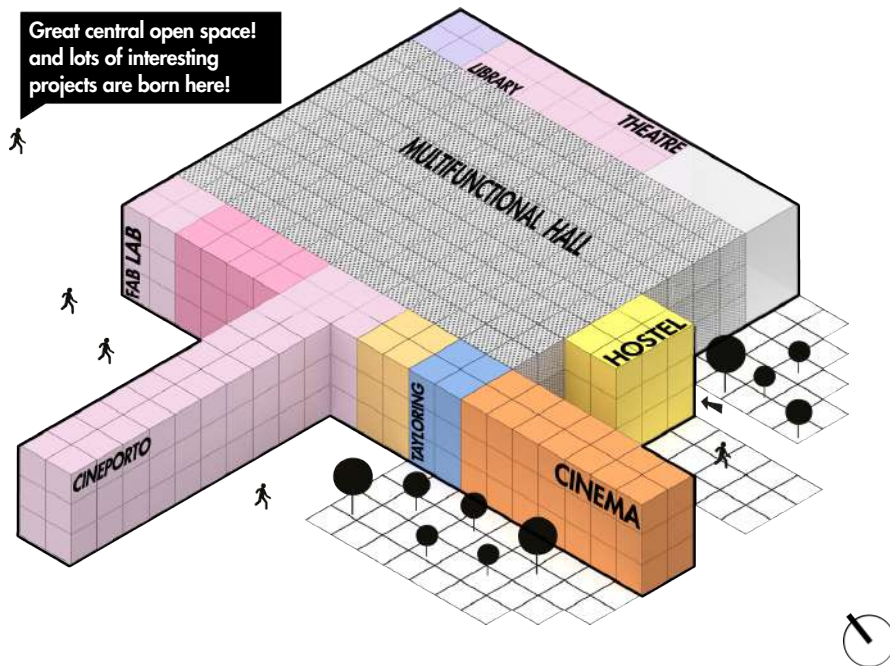 Great central open space!
and lots of interesting
projects are born here!
LIBRARY
THEATRE
MULTIFUNCTIONAL HALL
FAB LAB
HOSTEL
TAYLORING
CINEPORTO
CINEMA